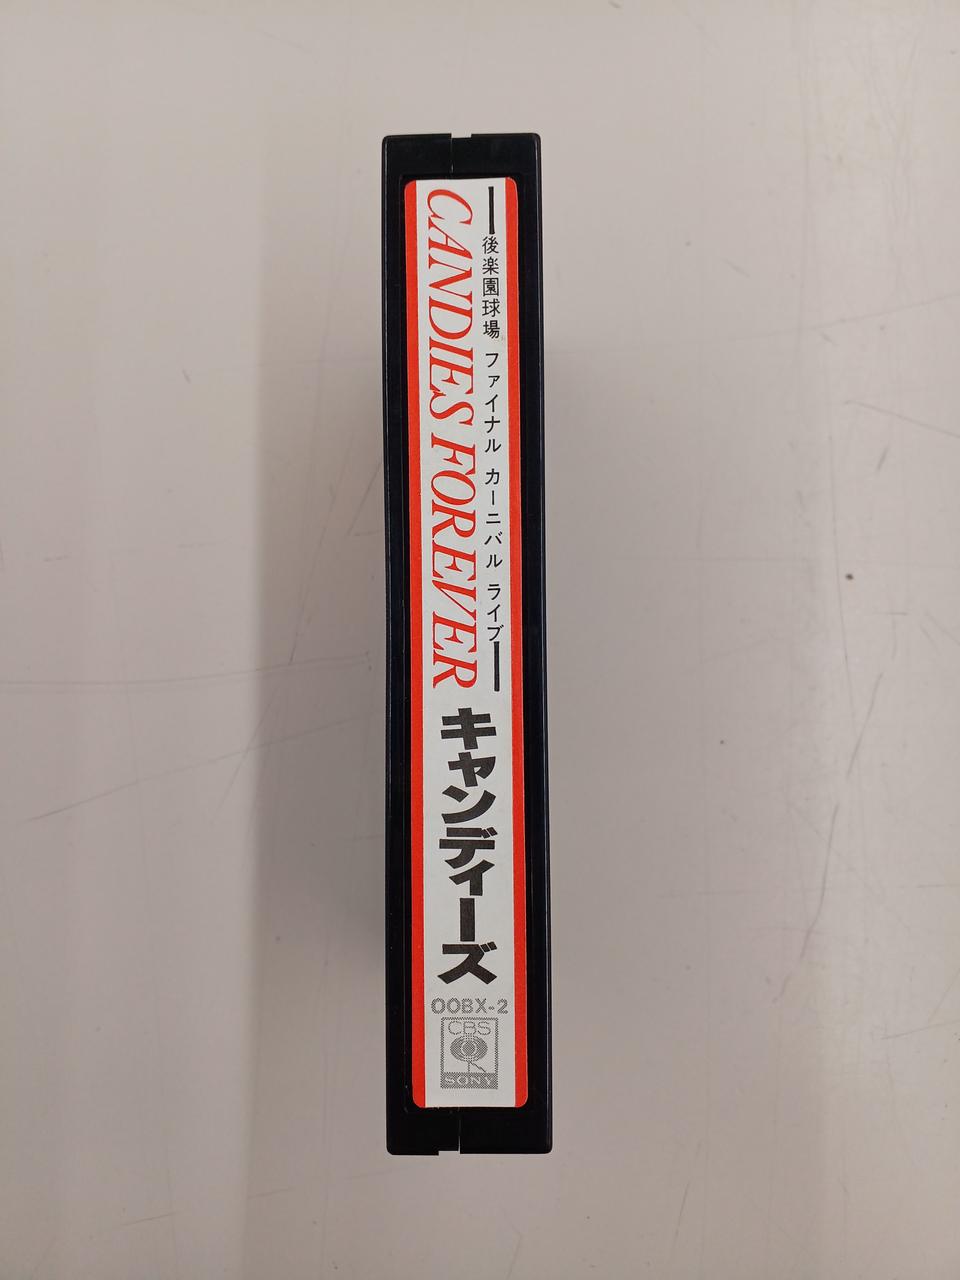 後楽園球場 ファイナル カーニバル ライブ
CANDIES FOREVER
キャンディーズ
OOBX-2
CBS
SONY